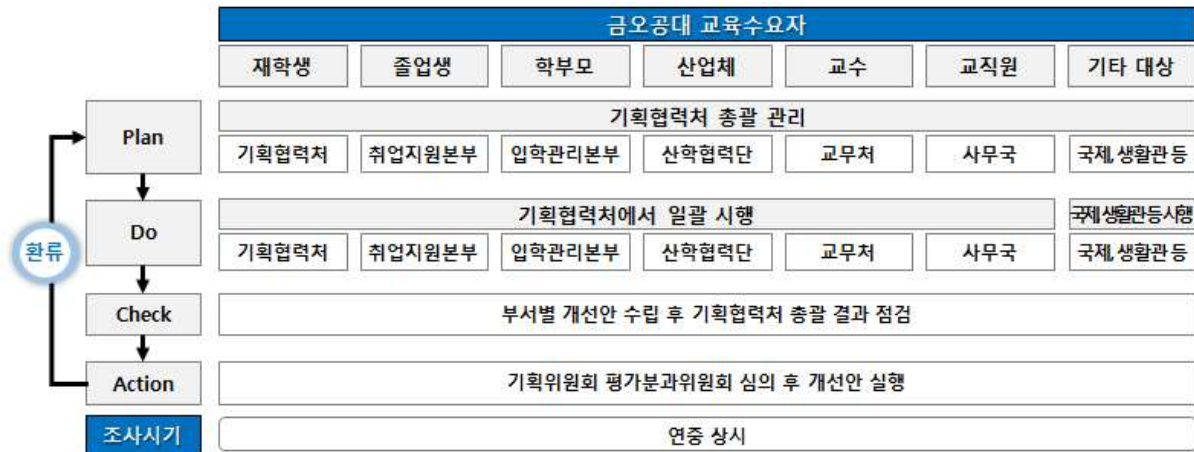 금오공대 교육수요자
재학생 졸업생 학부모 산업체 교수 교직원 기타 대상
Plan
기획협력처 총괄 관리
기획협력처 취업지원본부 입학관리본부 산학협력단 교무처 사무국 국제,생활관 등
Do
기획협력처에서 일괄 시행 국제,생활관등시행
기획협력처 취업지원본부 입학관리본부 산학협력단 교무처 사무국 국제,생활관 등
환류
Check
부서별 개선안 수립 후 기획협력처 총괄 결과 점검
Action
기획위원회 평가분과위원회 심의 후 개선안 실행
조사시기
연중 상시